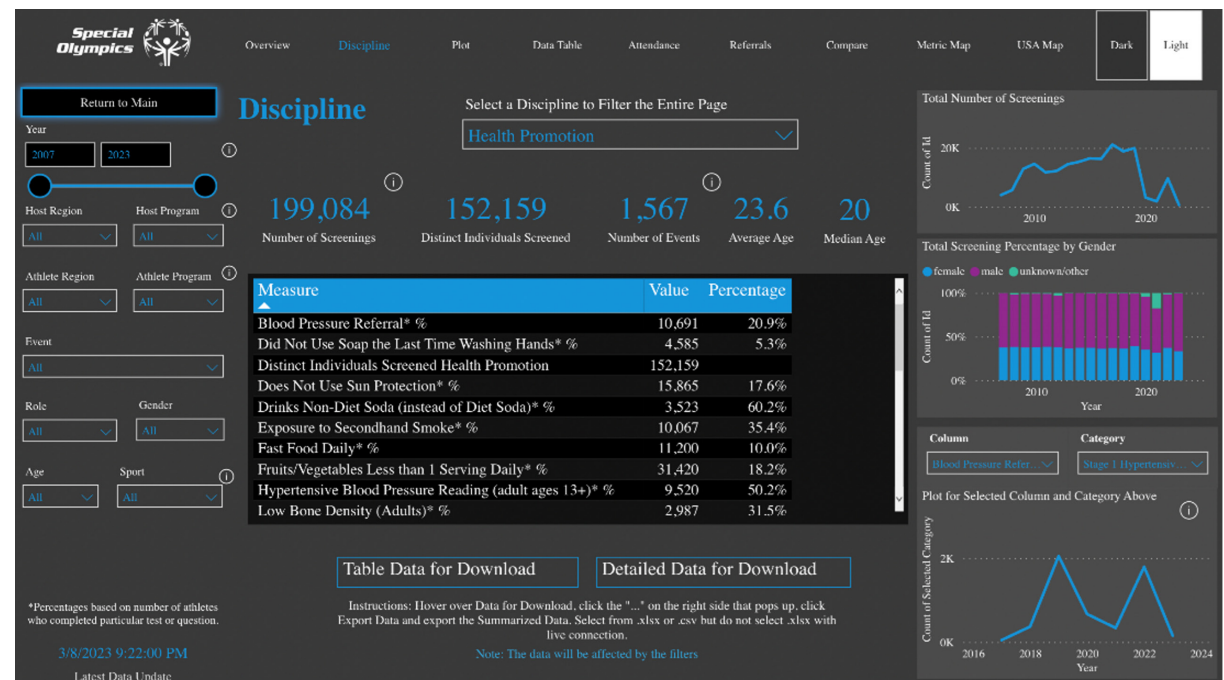 Special
Olympics
Overview
Discipline
Plot
Data Table
Attendance
Referrals
Compare
Metric Map
USA Map
Dark
Light
Return to Main
Year
2007
2023
Host Region
Host Program
All
All
Athlete Region
Athlete Program
All
All
Event
All
Role
Gender
All
All
Age
Sport
All
All
*Percentages based on number of athletes
who completed particular test or question.
3/8/2023 9:22:00 PM
Latest Data Update
Discipline
Select a Discipline to Filter the Entire Page
Health Promotion
199,084
Number of Screenings
152,159
Distinct Individuals Screened
1,567
Number of Events
23.6
Average Age
20
Median Age
Measure Value Percentage
Blood Pressure Referral* % 10,691 20.9%
Did Not Use Soap the Last Time Washing Hands* % 4,585 5.3%
Distinct Individuals Screened Health Promotion 152,159
Does Not Use Sun Protection* % 15,865 17.6%
Drinks Non-Diet Soda (instead of Diet Soda)* % 3,523 60.2%
Exposure to Secondhand Smoke* % 10,067 35.4%
Fast Food Daily* % 11,200 10.0%
Fruits/Vegetables Less than 1 Serving Daily* % 31,420 18.2%
Hypertensive Blood Pressure Reading (adult ages 13+)* % 9,520 50.2%
Low Bone Density (Adults)* % 2,987 31.5%
Table Data for Download
Detailed Data for Download
Instructions: Hover over Data for Download, click the "..." on the right side that pops up, click
Export Data and export the Summarized Data. Select from .xlsx or .csv but do not select .xlsx with
live connection.
Note: The data will be affected by the filters
Total Number of Screenings
Count of Id
20K
0K
2010
2020
Total Screening Percentage by Gender
female male unknown/other
Count of Id
100%
50%
0%
2010
2020
Year
Column
Category
Blood Pressure Refer...
Stage 1 Hypertensiv...
Plot for Selected Column and Category Above
Count of Selected Category
2K
0K
2016
2018
2020
2022
2024
Year